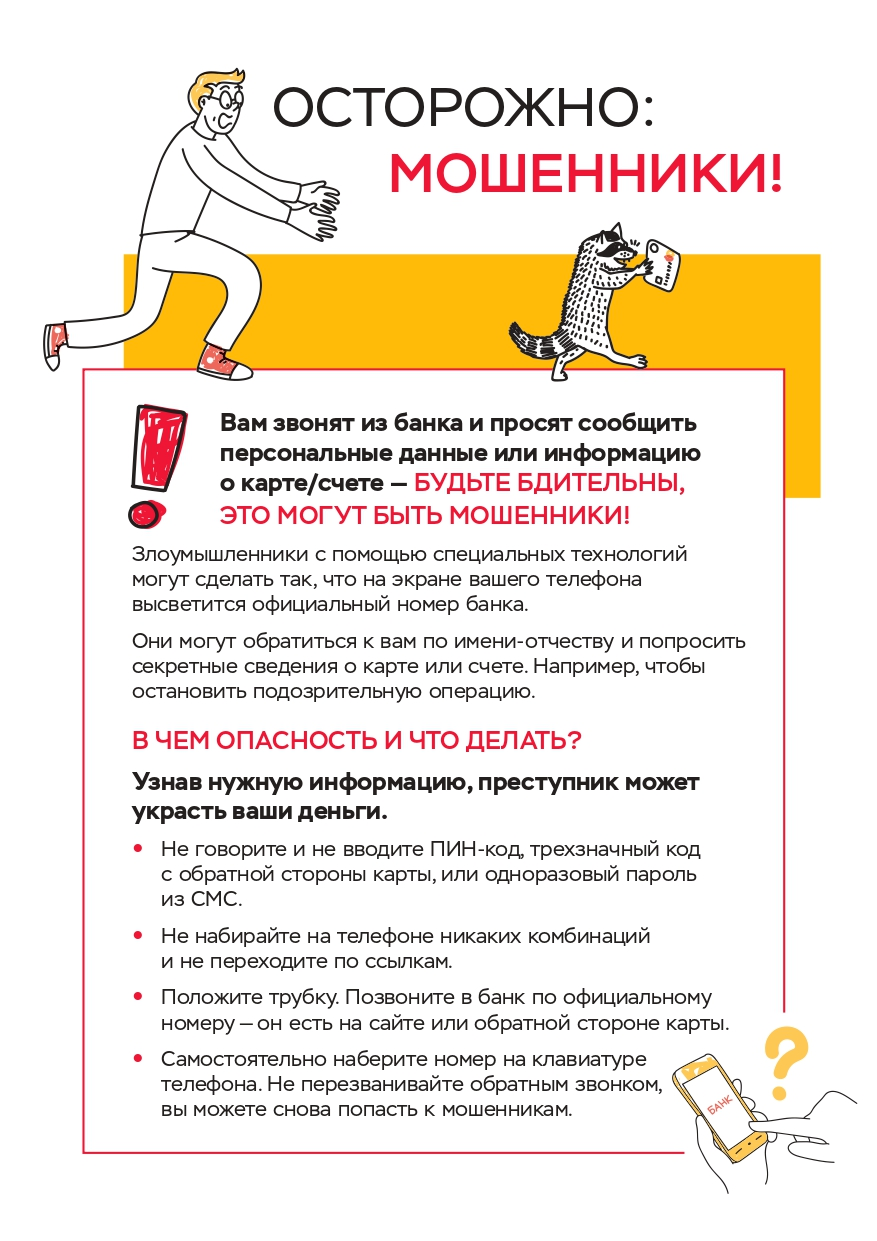 ОСТОРОЖНО:
МОШЕННИКИ!
Вам звонят из банка и просят сообщить
персональные данные или информацию
о карте/счете — БУДЬТЕ БДИТЕЛЬНЫ,
ЭТО МОГУТ БЫТЬ МОШЕННИКИ!
Злоумышленники с помощью специальных технологий
могут сделать так, что на экране вашего телефона
высветится официальный номер банка.
Они могут обратиться к вам по имени-отчеству и попросить
секретные сведения о карте или счете. Например, чтобы
остановить подозрительную операцию.
В ЧЕМ ОПАСНОСТЬ И ЧТО ДЕЛАТЬ?
Узнав нужную информацию, преступник может
украсть ваши деньги.
• Не говорите и не вводите ПИН-код, трехзначный код
с обратной стороны карты, или одноразовый пароль
из СМС.
• Не набирайте на телефоне никаких комбинаций
и не переходите по ссылкам.
• Положите трубку. Позвоните в банк по официальному
номеру — он есть на сайте или обратной стороне карты.
• Самостоятельно наберите номер на клавиатуре
телефона. Не перезванивайте обратным звонком,
вы можете снова попасть к мошенникам.
?
БАНК